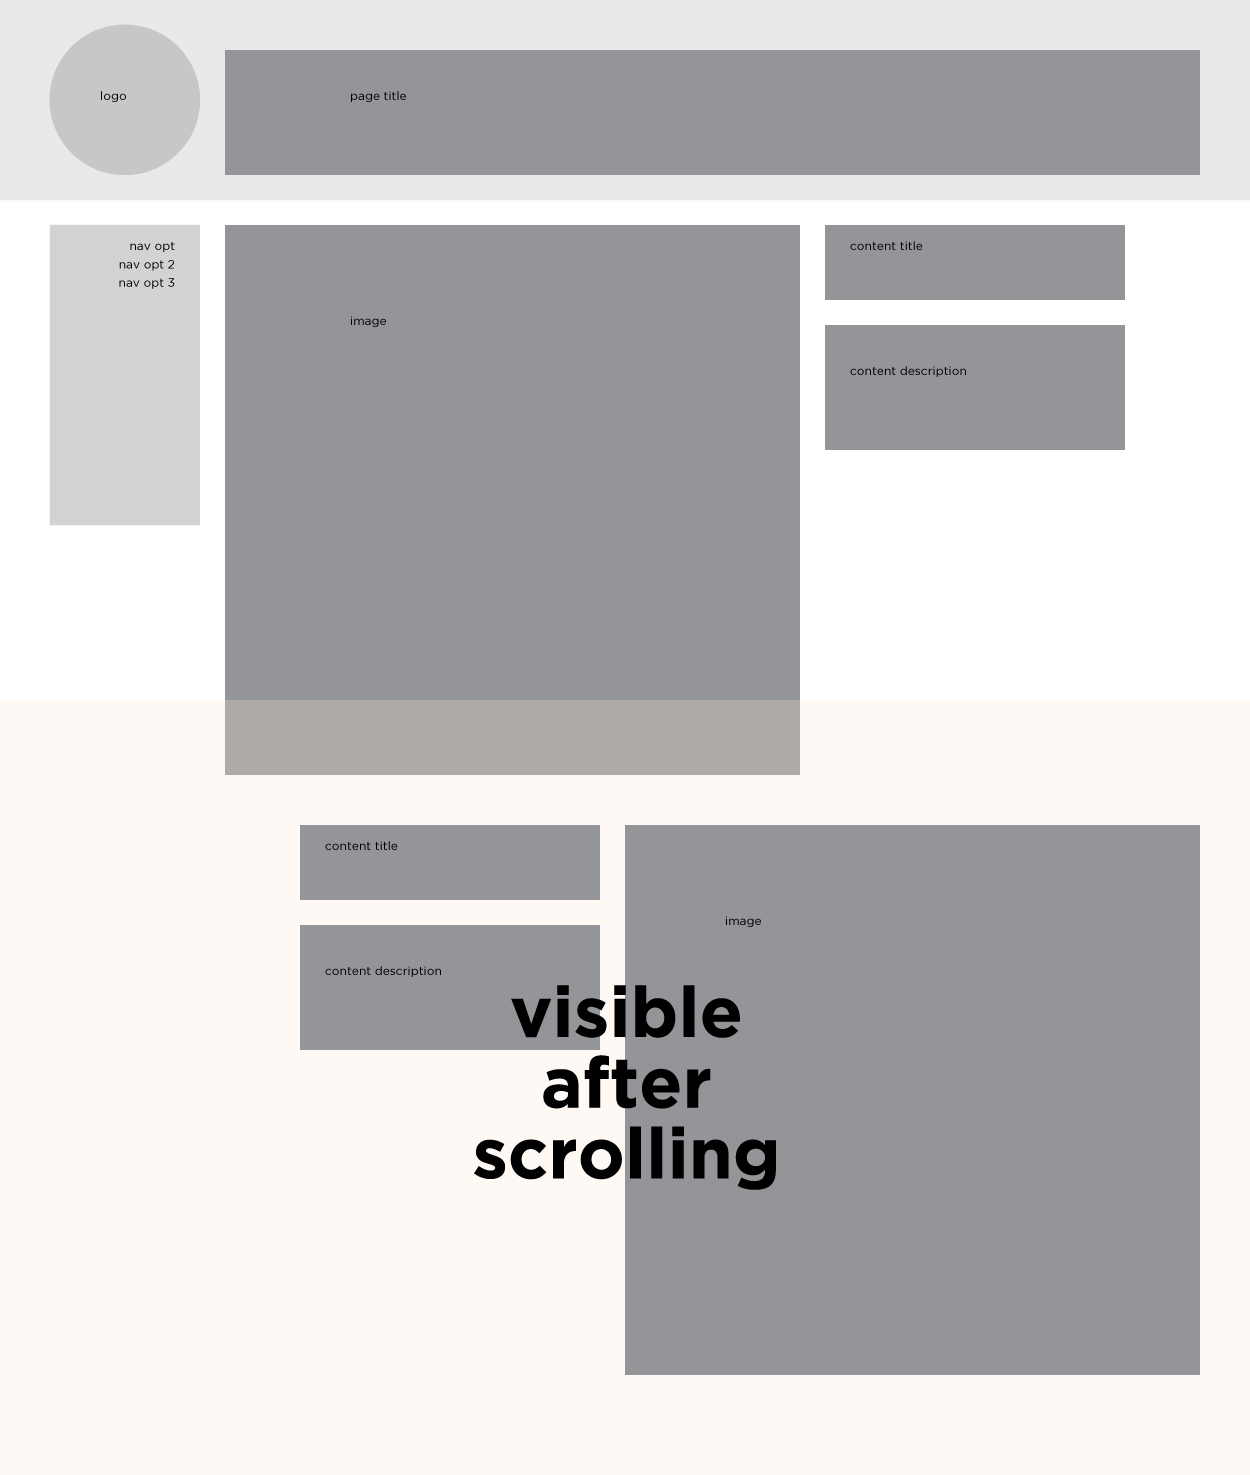 logo
page title
nav opt
nav opt 2
nav opt 3
image
content title
content description
content title
content description
image
visible
after
scrolling